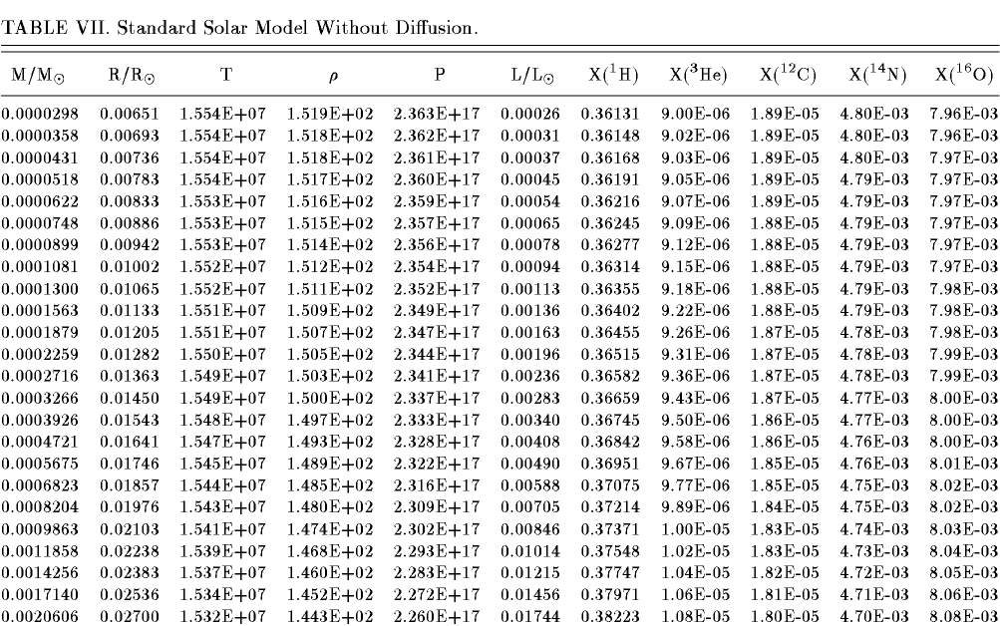 TABLE VII. Standard Solar Model Without Diffusion.
M/M☉ R/R☉ T ρ P L/L☉ X(¹H) X(³He) X(¹²C) X(¹⁴N) X(¹⁶O)
0.0000298 0.00651 1.554E+07 1.519E+02 2.363E+17 0.00026 0.36131 9.00E-06 1.89E-05 4.80E-03 7.96E-03
0.0000358 0.00693 1.554E+07 1.518E+02 2.362E+17 0.00031 0.36148 9.02E-06 1.89E-05 4.80E-03 7.96E-03
0.0000431 0.00736 1.554E+07 1.518E+02 2.361E+17 0.00037 0.36168 9.03E-06 1.89E-05 4.80E-03 7.97E-03
0.0000518 0.00783 1.554E+07 1.517E+02 2.360E+17 0.00045 0.36191 9.05E-06 1.89E-05 4.79E-03 7.97E-03
0.0000622 0.00833 1.553E+07 1.516E+02 2.359E+17 0.00054 0.36216 9.07E-06 1.89E-05 4.79E-03 7.97E-03
0.0000748 0.00886 1.553E+07 1.515E+02 2.357E+17 0.00065 0.36245 9.09E-06 1.88E-05 4.79E-03 7.97E-03
0.0000899 0.00942 1.553E+07 1.514E+02 2.356E+17 0.00078 0.36277 9.12E-06 1.88E-05 4.79E-03 7.97E-03
0.0001081 0.01002 1.552E+07 1.512E+02 2.354E+17 0.00094 0.36314 9.15E-06 1.88E-05 4.79E-03 7.97E-03
0.0001300 0.01065 1.552E+07 1.511E+02 2.352E+17 0.00113 0.36355 9.18E-06 1.88E-05 4.79E-03 7.98E-03
0.0001563 0.01133 1.551E+07 1.509E+02 2.349E+17 0.00136 0.36402 9.22E-06 1.88E-05 4.79E-03 7.98E-03
0.0001879 0.01205 1.551E+07 1.507E+02 2.347E+17 0.00163 0.36455 9.26E-06 1.87E-05 4.78E-03 7.98E-03
0.0002259 0.01282 1.550E+07 1.505E+02 2.344E+17 0.00196 0.36515 9.31E-06 1.87E-05 4.78E-03 7.99E-03
0.0002716 0.01363 1.549E+07 1.503E+02 2.341E+17 0.00236 0.36582 9.36E-06 1.87E-05 4.78E-03 7.99E-03
0.0003266 0.01450 1.549E+07 1.500E+02 2.337E+17 0.00283 0.36659 9.43E-06 1.87E-05 4.77E-03 8.00E-03
0.0003926 0.01543 1.548E+07 1.497E+02 2.333E+17 0.00340 0.36745 9.50E-06 1.86E-05 4.77E-03 8.00E-03
0.0004721 0.01641 1.547E+07 1.493E+02 2.328E+17 0.00408 0.36842 9.58E-06 1.86E-05 4.76E-03 8.00E-03
0.0005675 0.01746 1.545E+07 1.489E+02 2.322E+17 0.00490 0.36951 9.67E-06 1.85E-05 4.76E-03 8.01E-03
0.0006823 0.01857 1.544E+07 1.485E+02 2.316E+17 0.00588 0.37075 9.77E-06 1.85E-05 4.75E-03 8.02E-03
0.0008204 0.01976 1.543E+07 1.480E+02 2.309E+17 0.00705 0.37214 9.89E-06 1.84E-05 4.75E-03 8.02E-03
0.0009863 0.02103 1.541E+07 1.474E+02 2.302E+17 0.00846 0.37371 1.00E-05 1.83E-05 4.74E-03 8.03E-03
0.0011858 0.02238 1.539E+07 1.468E+02 2.293E+17 0.01014 0.37548 1.02E-05 1.83E-05 4.73E-03 8.04E-03
0.0014256 0.02383 1.537E+07 1.460E+02 2.283E+17 0.01215 0.37747 1.04E-05 1.82E-05 4.72E-03 8.05E-03
0.0017140 0.02536 1.534E+07 1.452E+02 2.272E+17 0.01456 0.37971 1.06E-05 1.81E-05 4.71E-03 8.06E-03
0.0020606 0.02700 1.532E+07 1.443E+02 2.260E+17 0.01744 0.38223 1.08E-05 1.80E-05 4.70E-03 8.08E-03